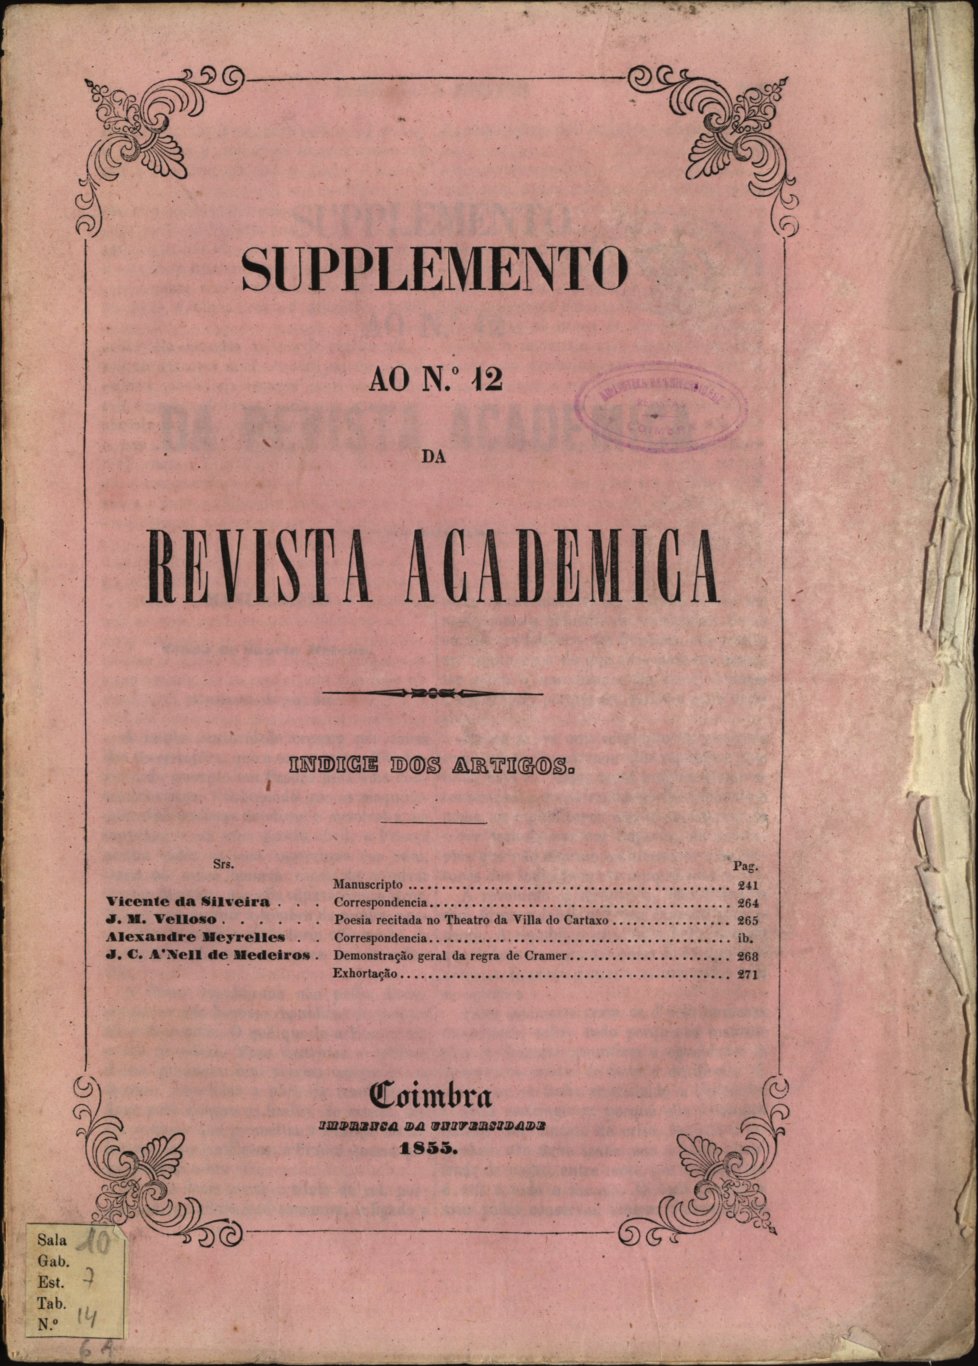 SUPPLEMENTO
AO N.º 12
DA
REVISTA ACADEMICA
INDICE DOS ARTIGOS.
Srs. Pag.
Manuscripto ................ 241
Vicente da Silveira . . . Correspondencia................ 264
J. M. Velloso . . . . . . Poesia recitada no Theatro da Villa do Cartaxo ................ 265
Alexandre Meyrelles . . Correspondencia................ ib.
J. C. A'Nell de Medeiros . Demonstração geral da regra de Cramer................ 268
Exhortação................ 271
Coimbra
IMPRENSA DA UNIVERSIDADE
1855.
Sala 10
Gab.
Est. 7
Tab.
N.º 14
6 A